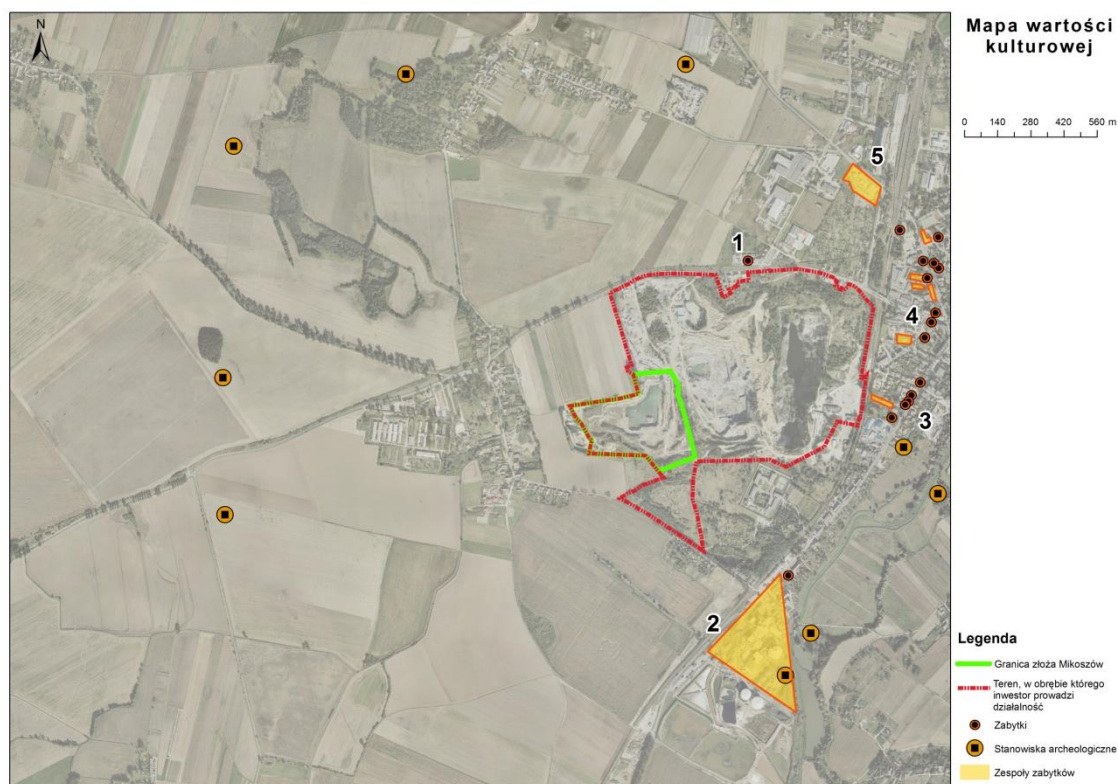 N
Mapa wartości
kulturowej
0 140 280 420 560 m
5
1
4
3
2
Legenda
Granica złoża Mikoszów
Teren, w obrębie którego
inwestor prowadzi
działalność
Zabytki
Stanowiska archeologiczne
Zespoły zabytków